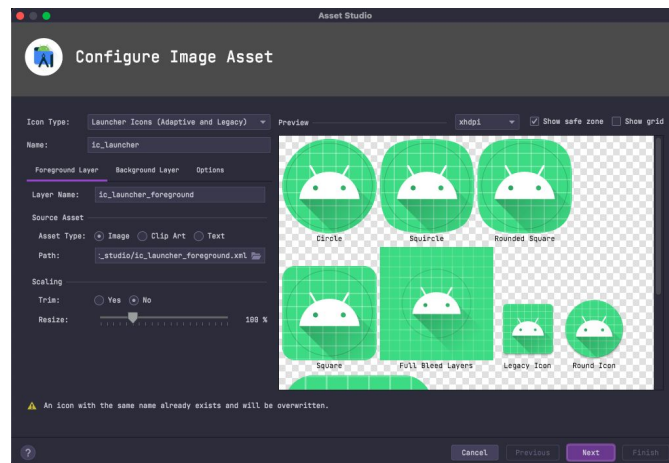 Asset Studio
Configure Image Asset
Icon Type: Launcher Icons (Adaptive and Legacy)
Preview xhdpi Show safe zone Show grid
Name: ic_launcher
Foreground Layer Background Layer Options
Layer Name: ic_launcher_foreground
Source Asset
Asset Type: Image Clip Art Text
Path: :_studio/ic_launcher_foreground.xml
Scaling
Trim: Yes No
Resize: 100 %
Circle Squircle Rounded Square
Square Full Bleed Layers Legacy Icon Round Icon
An icon with the same name already exists and will be overwritten.
? Cancel Previous Next Finish